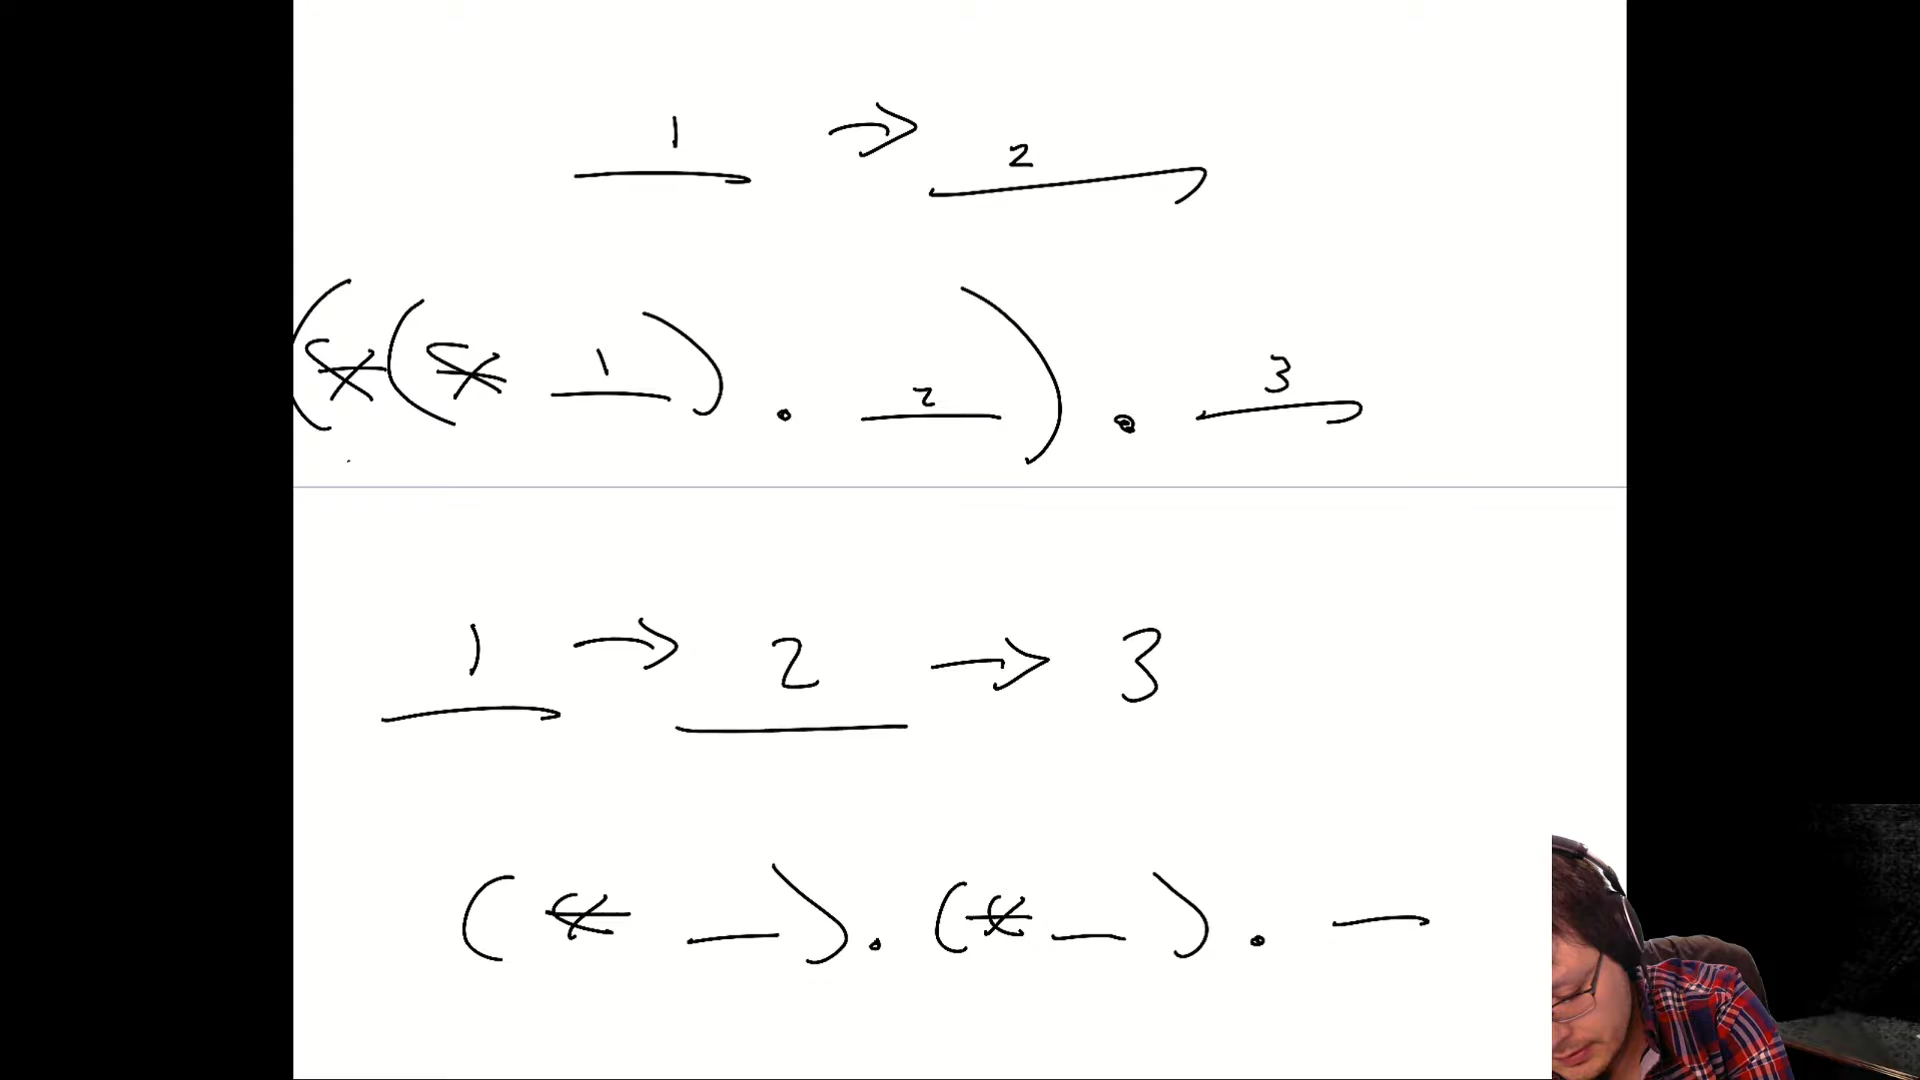 1 → 2
(*(* 1) . 2) . 3
1 → 2 → 3
(* _) . (* _) . _